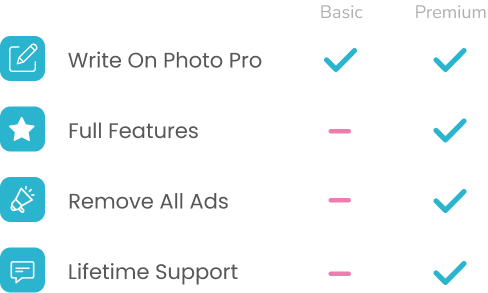 Basic Premium
Write On Photo Pro
Full Features
Remove All Ads
Lifetime Support